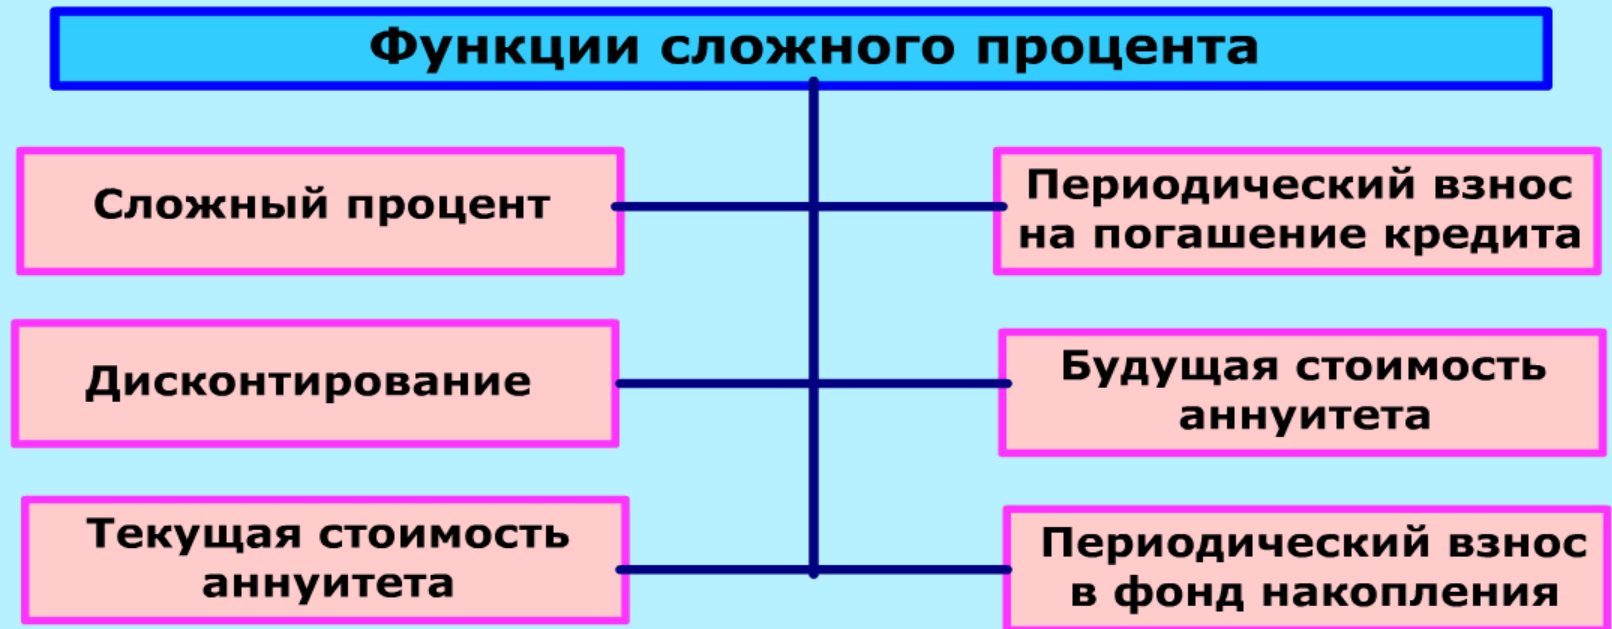 Функции сложного процента
Сложный процент
Периодический взнос
на погашение кредита
Дисконтирование
Будущая стоимость
аннуитета
Текущая стоимость
аннуитета
Периодический взнос
в фонд накопления